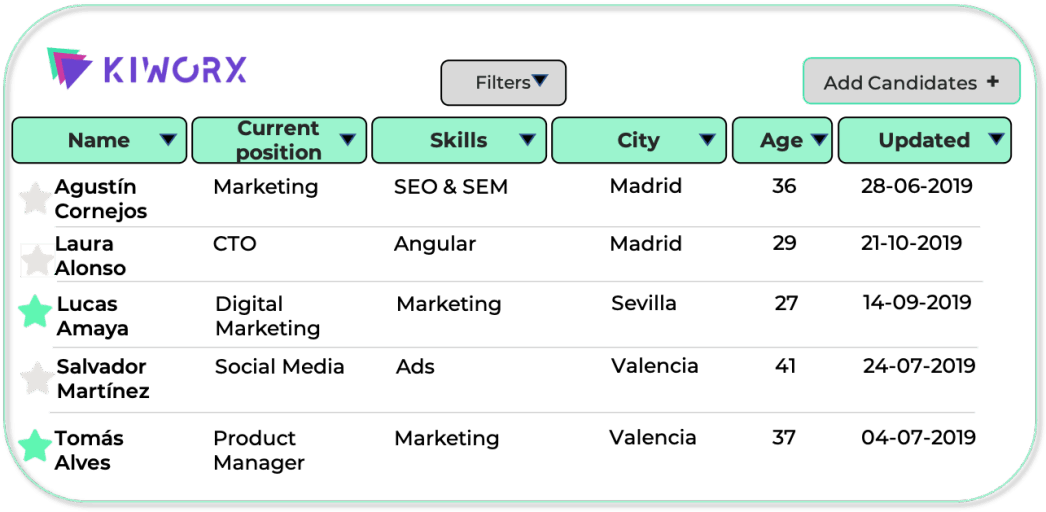 KIWORX
Filters
Add Candidates +
Name
Current position
Skills
City
Age
Updated
Agustín Cornejos
Marketing
SEO & SEM
Madrid
36
28-06-2019
Laura Alonso
CTO
Angular
Madrid
29
21-10-2019
Lucas Amaya
Digital Marketing
Marketing
Sevilla
27
14-09-2019
Salvador Martínez
Social Media
Ads
Valencia
41
24-07-2019
Tomás Alves
Product Manager
Marketing
Valencia
37
04-07-2019